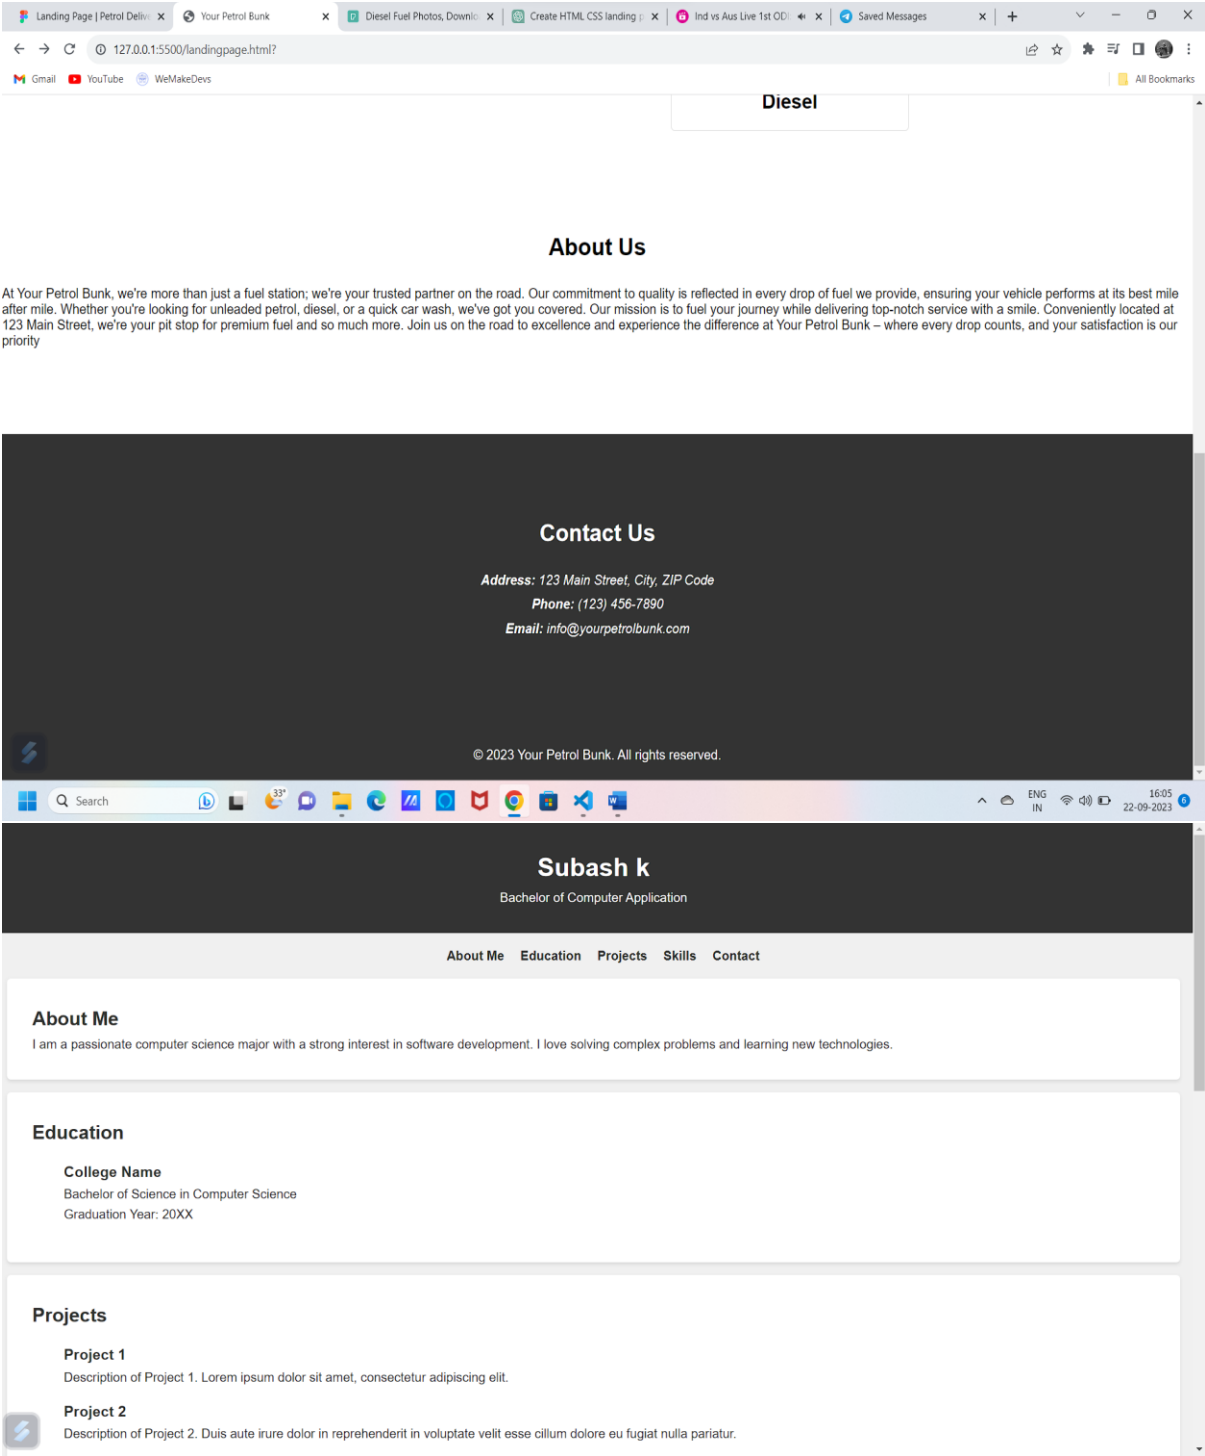 Landing Page | Petrol Delive
Your Petrol Bunk
Diesel Fuel Photos, Downlo
Create HTML CSS landing p
Ind vs Aus Live 1st OD
Saved Messages
127.0.0.1:5500/landingpage.html?
Gmail YouTube WeMakeDevs All Bookmarks
Diesel
About Us
At Your Petrol Bunk, we're more than just a fuel station; we're your trusted partner on the road. Our commitment to quality is reflected in every drop of fuel we provide, ensuring your vehicle performs at its best mile
after mile. Whether you're looking for unleaded petrol, diesel, or a quick car wash, we've got you covered. Our mission is to fuel your journey while delivering top-notch service with a smile. Conveniently located at
123 Main Street, we're your pit stop for premium fuel and so much more. Join us on the road to excellence and experience the difference at Your Petrol Bunk – where every drop counts, and your satisfaction is our
priority
Contact Us
Address: 123 Main Street, City, ZIP Code
Phone: (123) 456-7890
Email: info@yourpetrolbunk.com
© 2023 Your Petrol Bunk. All rights reserved.
Search
33°
ENG
IN
16:05
22-09-2023
6
Subash k
Bachelor of Computer Application
About Me Education Projects Skills Contact
About Me
I am a passionate computer science major with a strong interest in software development. I love solving complex problems and learning new technologies.
Education
College Name
Bachelor of Science in Computer Science
Graduation Year: 20XX
Projects
Project 1
Description of Project 1. Lorem ipsum dolor sit amet, consectetur adipiscing elit.
Project 2
Description of Project 2. Duis aute irure dolor in reprehenderit in voluptate velit esse cillum dolore eu fugiat nulla pariatur.